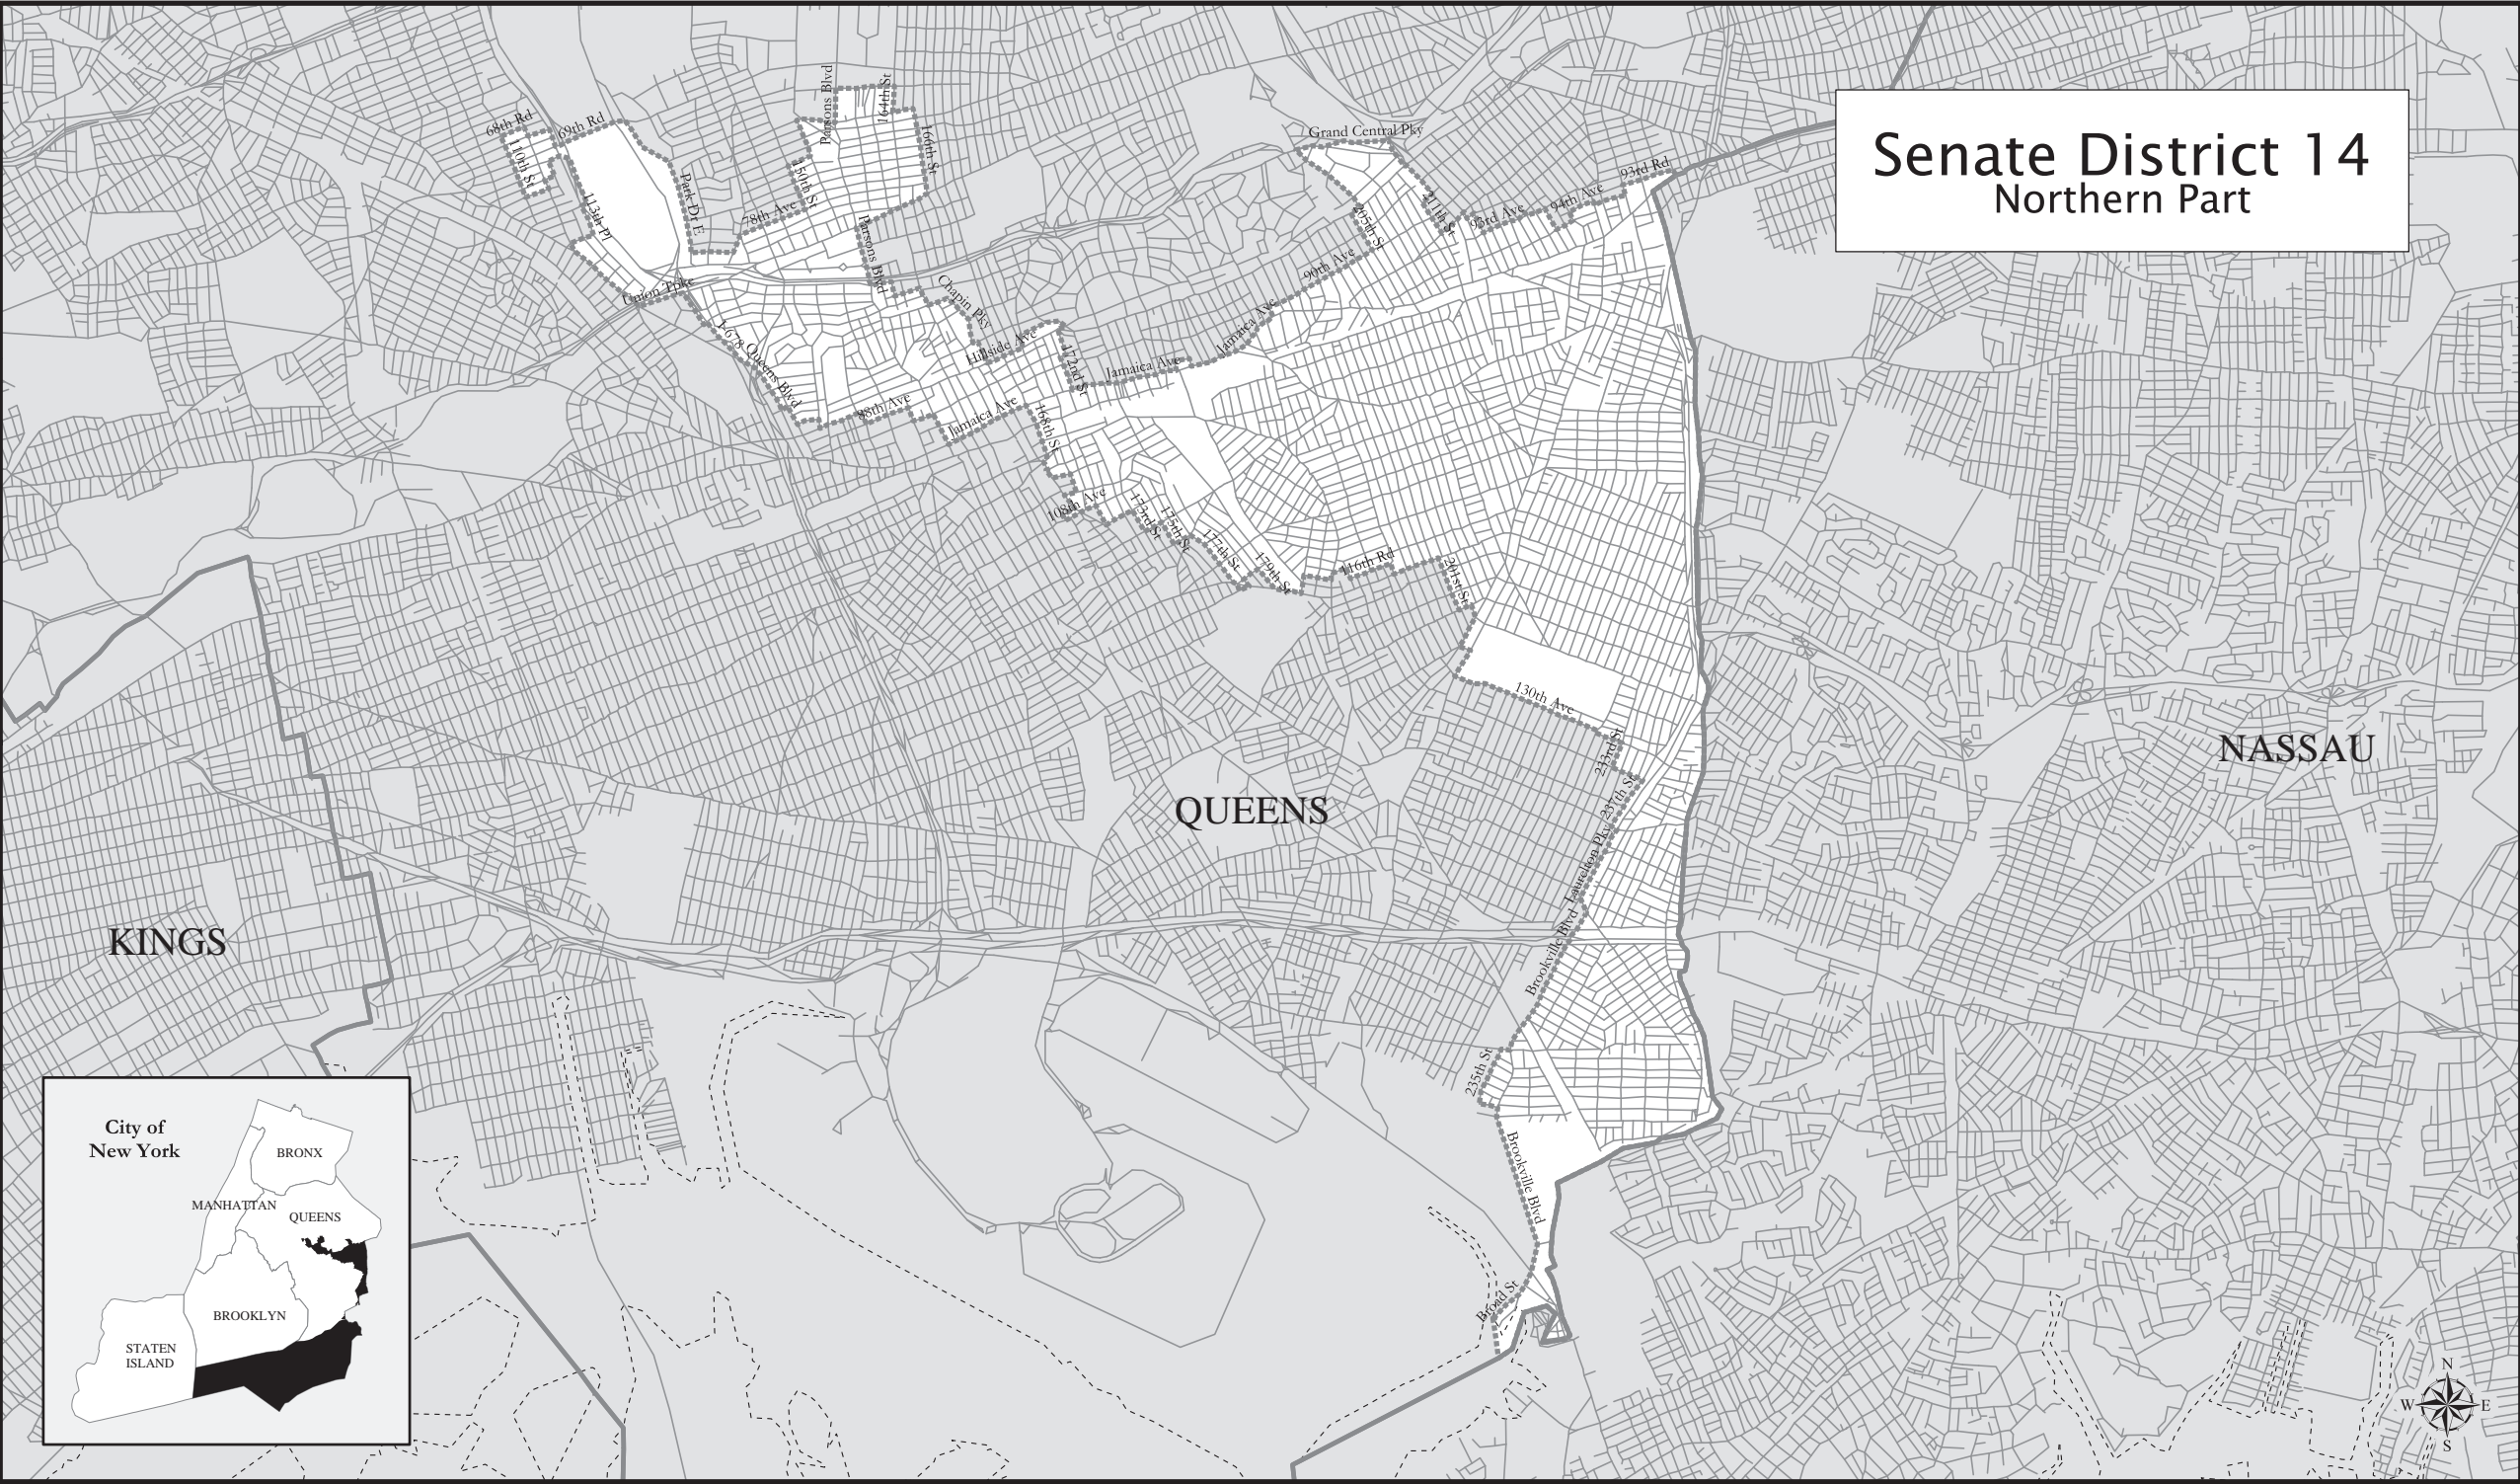 Senate District 14
Northern Part
Parsons Blvd
164th St
68th Rd
69th Rd
110th St
166th St
Grand Central Pky
93rd Rd
150th St
Park Dr E
94th Ave
113th Pl
78th Ave
211th St
93rd Ave
205th St
Parsons Blvd
90th Ave
Union Tpke
Chapin Pky
I-678
Hillside Ave
Jamaica Ave
Queens Blvd
172nd St
Jamaica Ave
88th Ave
Jamaica Ave
168th St
108th Ave
173rd St
175th St
177th St
179th St
116th Rd
201st St
130th Ave
233rd St
NASSAU
237th St
QUEENS
Laurelton Pky
KINGS
Brookville Blvd
235th St
Brookville Blvd
Broad St
City of
New York
BRONX
MANHATTAN
QUEENS
BROOKLYN
STATEN
ISLAND
N
W
E
S